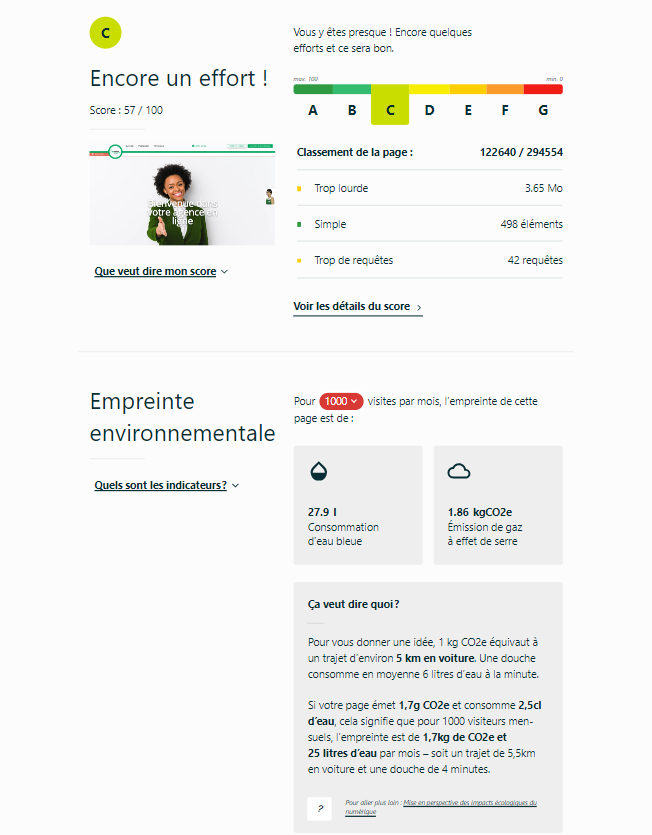 C
Encore un effort !
Score : 57 / 100
Bienvenue dans
votre agence en
ligne
Que veut dire mon score
Vous y êtes presque ! Encore quelques
efforts et ce sera bon.
max. 100 min. 0
A B C D E F G
Classement de la page : 122640 / 294554
Trop lourde 3.65 Mo
Simple 498 éléments
Trop de requêtes 42 requêtes
Voir les détails du score
Empreinte
environnementale
Quels sont les indicateurs ?
Pour 1000 visites par mois, l'empreinte de cette
page est de :
27.9 l
Consommation
d'eau bleue
1.86 kgCO2e
Émission de gaz
à effet de serre
Ça veut dire quoi ?
Pour vous donner une idée, 1 kg CO2e équivaut à
un trajet d'environ 5 km en voiture. Une douche
consomme en moyenne 6 litres d'eau à la minute.
Si votre page émet 1,7g CO2e et consomme 2,5cl
d'eau, cela signifie que pour 1000 visiteurs men-
suels, l'empreinte est de 1,7kg de CO2e et
25 litres d'eau par mois – soit un trajet de 5,5km
en voiture et une douche de 4 minutes.
?
Pour aller plus loin : Mise en perspective des impacts écologiques du
numérique